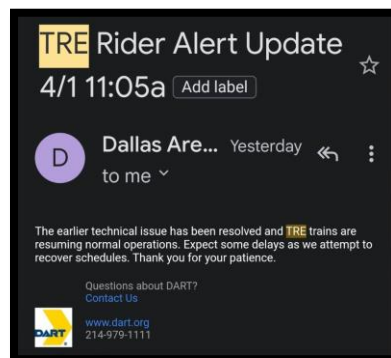 TRE Rider Alert Update
4/1 11:05a Add label
D
Dallas Are... Yesterday
to me
The earlier technical issue has been resolved and TRE trains are
resuming normal operations. Expect some delays as we attempt to
recover schedules. Thank you for your patience.
Questions about DART?
Contact Us
www.dart.org
214-979-1111
DART